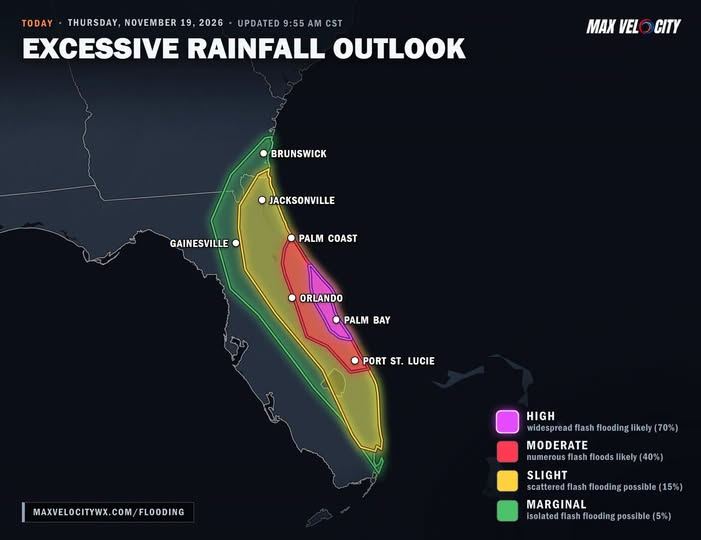 TODAY · THURSDAY, NOVEMBER 19, 2026 · UPDATED 9:55 AM CST
EXCESSIVE RAINFALL OUTLOOK
MAX VELOCITY
BRUNSWICK
JACKSONVILLE
PALM COAST
GAINESVILLE
ORLANDO
PALM BAY
PORT ST. LUCIE
HIGH
widespread flash flooding likely (70%)
MODERATE
numerous flash floods likely (40%)
SLIGHT
scattered flash flooding possible (15%)
MARGINAL
isolated flash flooding possible (5%)
MAXVELOCITYWX.COM/FLOODING